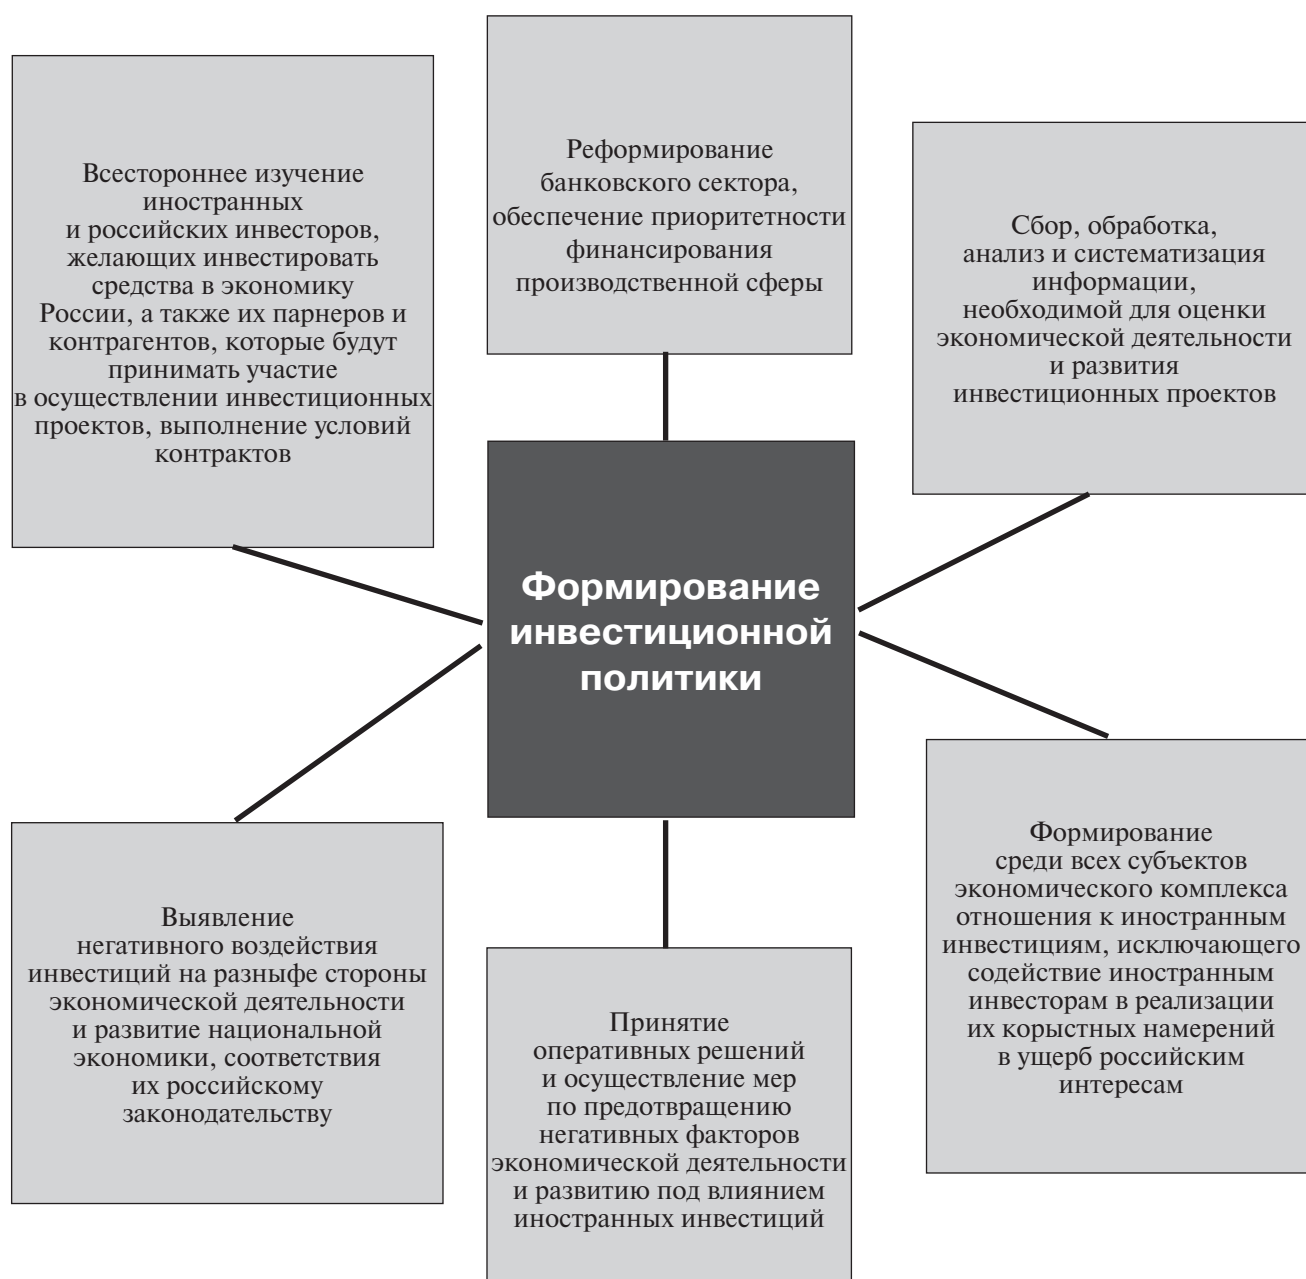 Всестороннее изучение
иностранных
и российских инвесторов,
желающих инвестировать
средства в экономику
России, а также их парнеров и
контрагентов, которые будут
принимать участие
в осуществлении инвестиционных
проектов, выполнение условий
контрактов
Реформирование
банковского сектора,
обеспечение приоритетности
финансирования
производственной сферы
Сбор, обработка,
анализ и систематизация
информации,
необходимой для оценки
экономической деятельности
и развития
инвестиционных проектов
Формирование
инвестиционной
политики
Выявление
негативного воздействия
инвестиций на разныфе стороны
экономической деятельности
и развитие национальной
экономики, соответствия
их российскому
законодательству
Принятие
оперативных решений
и осуществление мер
по предотвращению
негативных факторов
экономической деятельности
и развитию под влиянием
иностранных инвестиций
Формирование
среди всех субъектов
экономического комплекса
отношения к иностранным
инвестициям, исключающего
содействие иностранным
инвесторам в реализации
их корыстных намерений
в ущерб российским
интересам